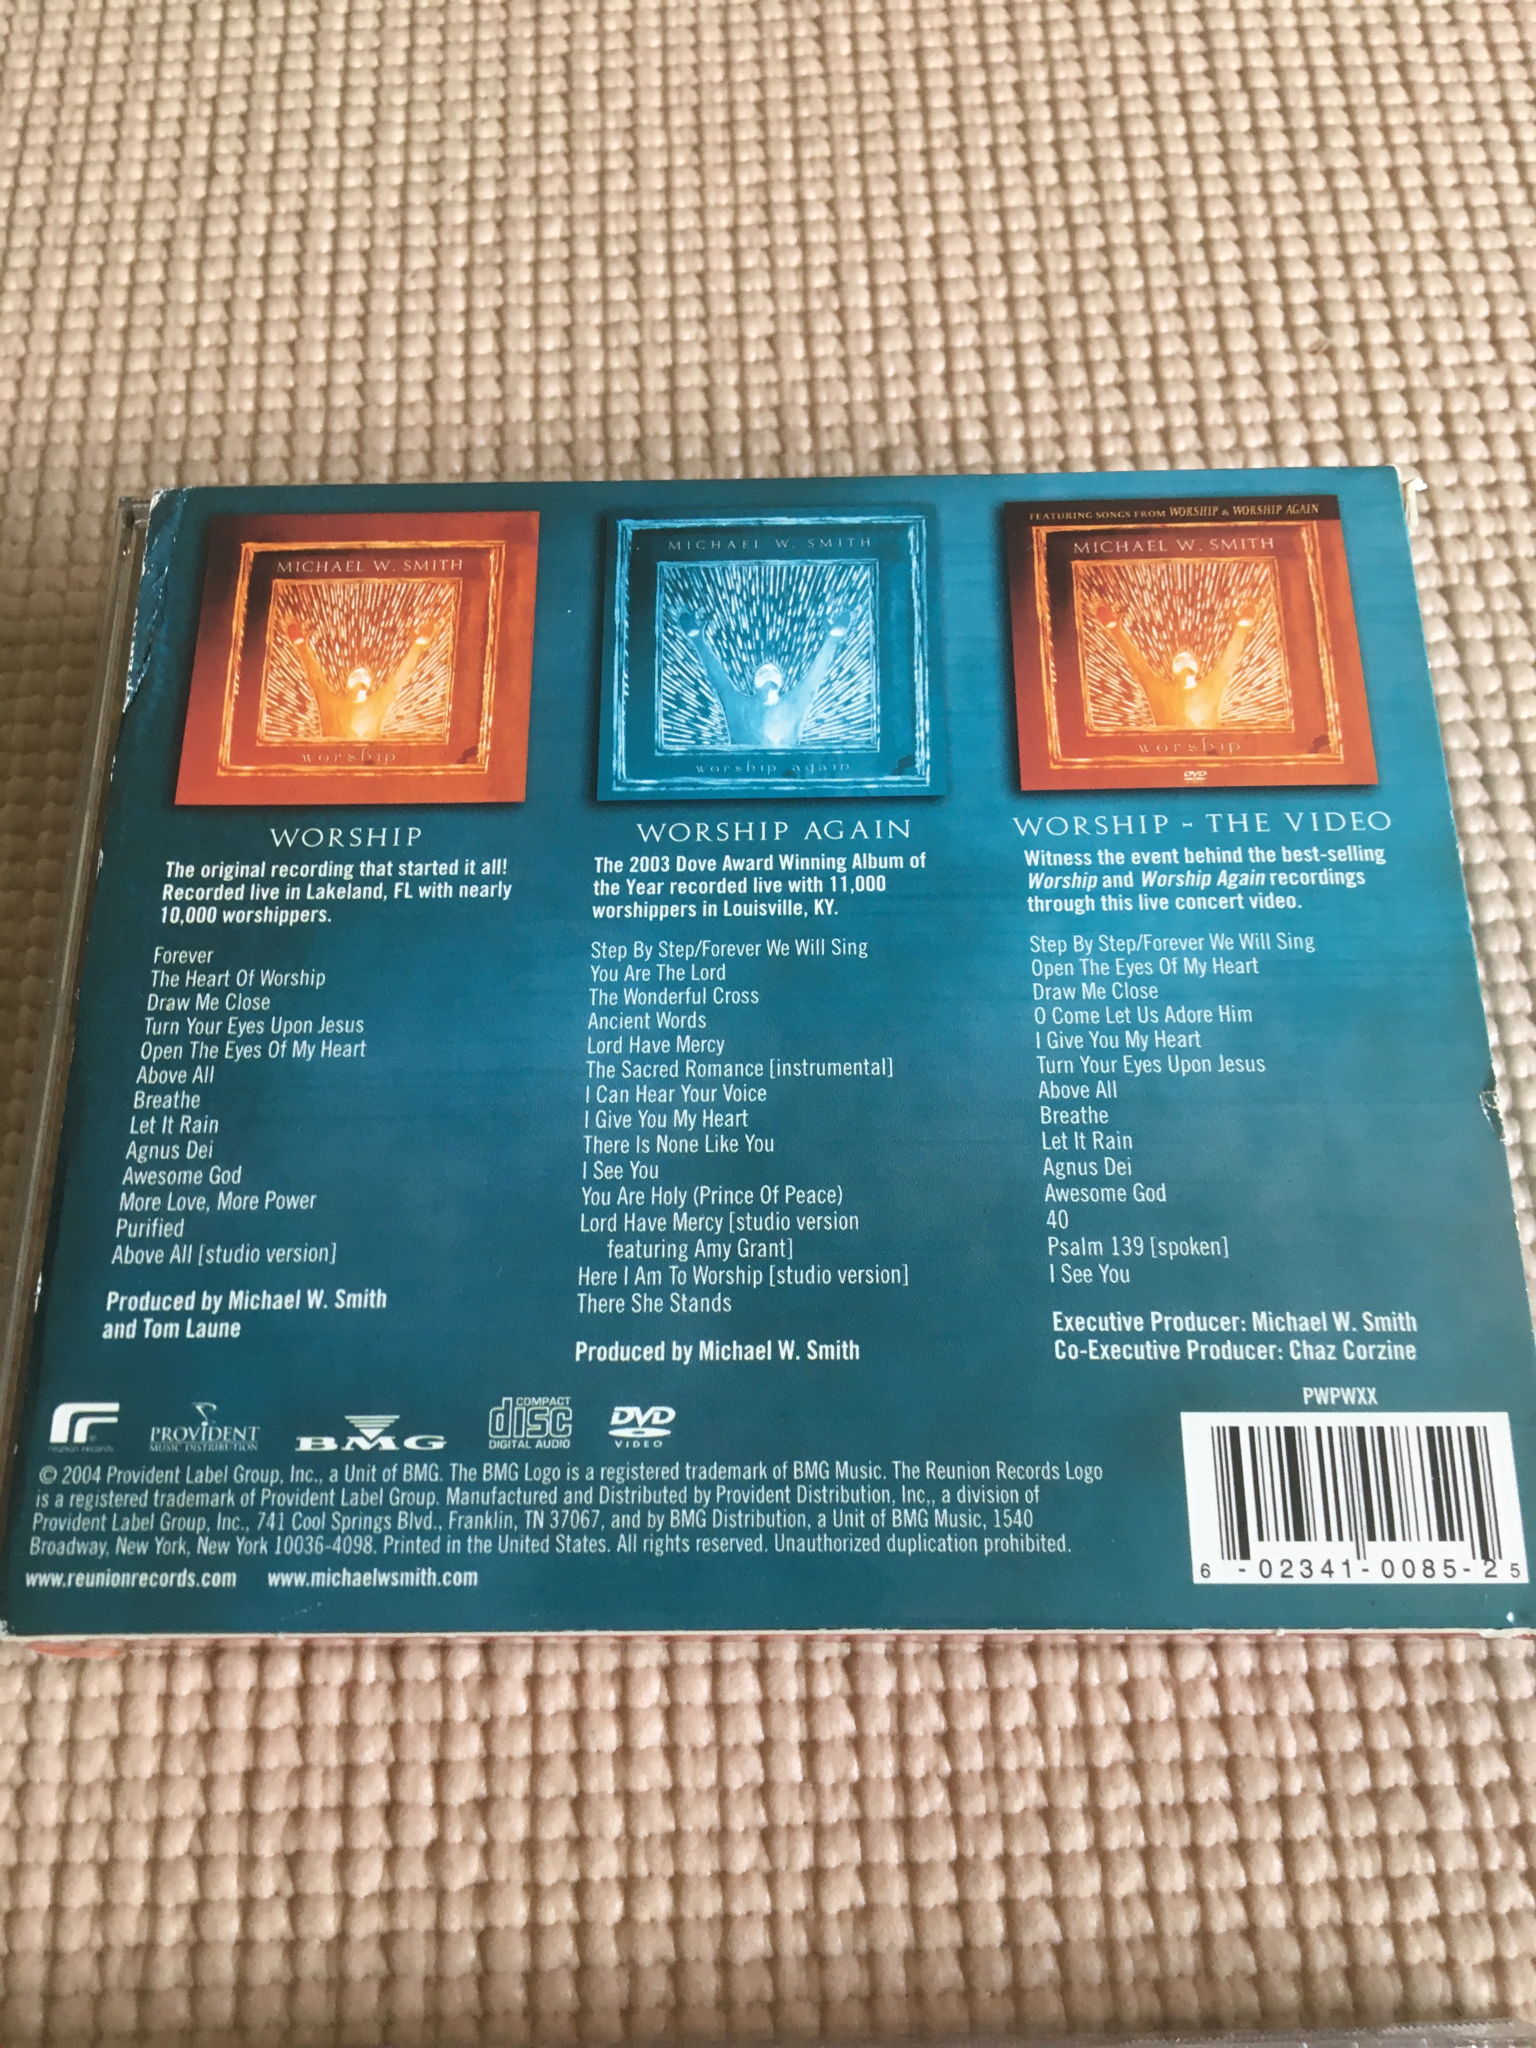 MICHAEL W. SMITH
worship
WORSHIP
The original recording that started it all!
Recorded live in Lakeland, FL with nearly
10,000 worshippers.
Forever
The Heart Of Worship
Draw Me Close
Turn Your Eyes Upon Jesus
Open The Eyes Of My Heart
Above All
Breathe
Let It Rain
Agnus Dei
Awesome God
More Love, More Power
Purified
Above All [studio version]
Produced by Michael W. Smith
and Tom Laune
MICHAEL W. SMITH
worship again
WORSHIP AGAIN
The 2003 Dove Award Winning Album of
the Year recorded live with 11,000
worshippers in Louisville, KY.
Step By Step/Forever We Will Sing
You Are The Lord
The Wonderful Cross
Ancient Words
Lord Have Mercy
The Sacred Romance [instrumental]
I Can Hear Your Voice
I Give You My Heart
There Is None Like You
I See You
You Are Holy (Prince Of Peace)
Lord Have Mercy [studio version
featuring Amy Grant]
Here I Am To Worship [studio version]
There She Stands
Produced by Michael W. Smith
FEATURING SONGS FROM WORSHIP & WORSHIP AGAIN
MICHAEL W. SMITH
worship
DVD
WORSHIP - THE VIDEO
Witness the event behind the best-selling
Worship and Worship Again recordings
through this live concert video.
Step By Step/Forever We Will Sing
Open The Eyes Of My Heart
Draw Me Close
O Come Let Us Adore Him
I Give You My Heart
Turn Your Eyes Upon Jesus
Above All
Breathe
Let It Rain
Agnus Dei
Awesome God
40
Psalm 139 [spoken]
I See You
Executive Producer: Michael W. Smith
Co-Executive Producer: Chaz Corzine
PWPWXX
reunion records
PROVIDENT
MUSIC DISTRIBUTION
BMG
COMPACT
disc
DIGITAL AUDIO
DVD
VIDEO
© 2004 Provident Label Group, Inc., a Unit of BMG. The BMG Logo is a registered trademark of BMG Music. The Reunion Records Logo
is a registered trademark of Provident Label Group. Manufactured and Distributed by Provident Distribution, Inc,, a division of
Provident Label Group, Inc., 741 Cool Springs Blvd., Franklin, TN 37067, and by BMG Distribution, a Unit of BMG Music, 1540
Broadway, New York, New York 10036-4098. Printed in the United States. All rights reserved. Unauthorized duplication prohibited.
www.reunionrecords.com www.michaelwsmith.com
6 -02341-0085-2 5